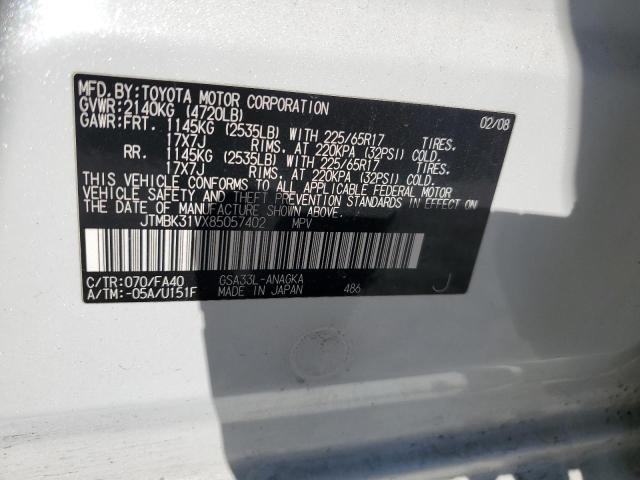 MFD.BY:TOYOTA MOTOR CORPORATION 02/08
GVWR:2140KG (4720LB)
GAWR:FRT. 1145KG (2535LB) WITH 225/65R17 TIRES.
17X7J RIMS. AT 220KPA (32PSI) COLD.
RR. 1145KG (2535LB) WITH 225/65R17 TIRES.
17X7J RIMS. AT 220KPA (32PSI) COLD.
THIS VEHICLE CONFORMS TO ALL APPLICABLE FEDERAL MOTOR
VEHICLE SAFETY AND THEFT PREVENTION STANDARDS IN EFFECT ON
THE DATE OF MANUFACTURE SHOWN ABOVE.
JTMBK31VX85057402 MPV
C/TR:070/FA40 GSA33L-ANAGKA
A/TM:-05A/U151F MADE IN JAPAN 486 J